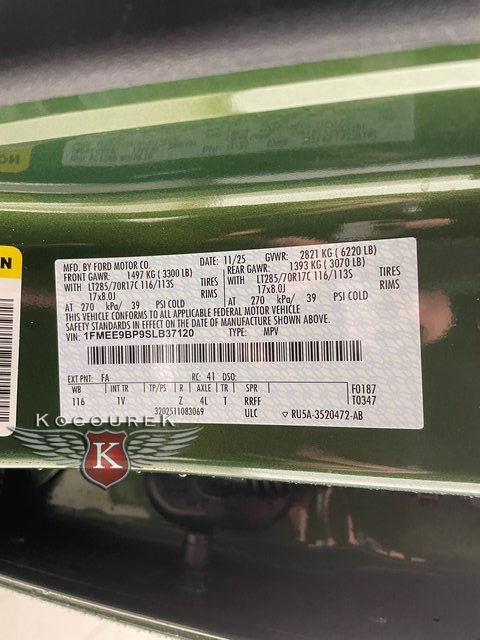 MFD. BY FORD MOTOR CO. DATE: 11/25 GVWR: 2821 KG ( 6220 LB)
FRONT GAWR: 1497 KG ( 3300 LB) REAR GAWR: 1393 KG ( 3070 LB)
WITH LT285/70R17C 116/113S TIRES WITH LT285/70R17C 116/113S TIRES
17x8.0J RIMS 17x8.0J RIMS
AT 270 kPa/ 39 PSI COLD AT 270 kPa/ 39 PSI COLD
THIS VEHICLE CONFORMS TO ALL APPLICABLE FEDERAL MOTOR VEHICLE
SAFETY STANDARDS IN EFFECT ON THE DATE OF MANUFACTURE SHOWN ABOVE.
VIN: 1FMEE9BP9SLB37120 TYPE: MPV
EXT PNT: FA RC: 41 DSO:
WB INT TR TP/PS R AXLE TR SPR F0187
116 1V Z 4L T RRFF T0347
3202511083069 ULC RU5A-3520472-AB
N
KOCOUREK
K